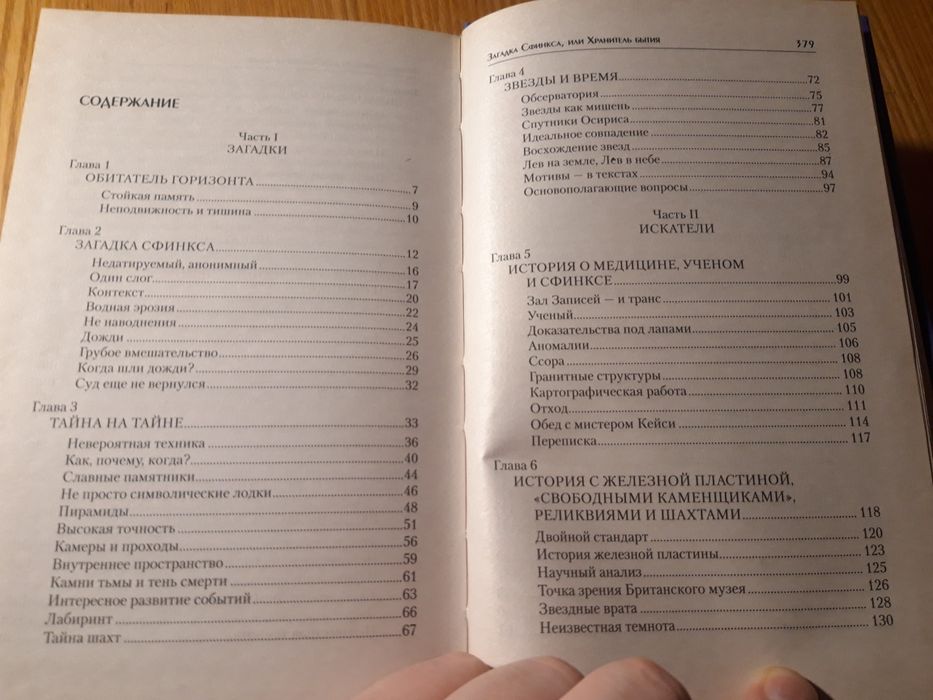 СОДЕРЖАНИЕ
Часть I
ЗАГАДКИ
Глава 1
ОБИТАТЕЛЬ ГОРИЗОНТА 7
Стойкая память 9
Неподвижность и тишина 10
Глава 2
ЗАГАДКА СФИНКСА 12
Недатируемый, анонимный 16
Один слог 17
Контекст 20
Водная эрозия 22
Не наводнения 24
Дожди 25
Грубое вмешательство 26
Когда шли дожди? 29
Суд еще не вернулся 32
Глава 3
ТАЙНА НА ТАЙНЕ 33
Невероятная техника 36
Как, почему, когда? 40
Славные памятники 44
Не просто символические лодки 46
Пирамиды 48
Высокая точность 51
Камеры и проходы 56
Внутреннее пространство 59
Камни тьмы и тень смерти 61
Интересное развитие событий 63
Лабиринт 66
Тайна шахт 67
Загадка Сфинкса, или Хранитель бытия 379
Глава 4
ЗВЕЗДЫ И ВРЕМЯ 72
Обсерватория 75
Звезды как мишень 77
Спутники Осириса 81
Идеальное совпадение 82
Восхождение звезд 85
Лев на земле, Лев в небе 87
Мотивы — в текстах 94
Основополагающие вопросы 97
Часть II
ИСКАТЕЛИ
Глава 5
ИСТОРИЯ О МЕДИЦИНЕ, УЧЕНОМ
И СФИНКСЕ 99
Зал Записей — и транс 101
Ученый 103
Доказательства под лапами 105
Аномалии 106
Ссора 108
Гранитные структуры 108
Картографическая работа 110
Отход 111
Обед с мистером Кейси 114
Переписка 117
Глава 6
ИСТОРИЯ С ЖЕЛЕЗНОЙ ПЛАСТИНОЙ,
«СВОБОДНЫМИ КАМЕНЩИКАМИ»,
РЕЛИКВИЯМИ И ШАХТАМИ 118
Двойной стандарт 120
История железной пластины 123
Научный анализ 125
Точка зрения Британского музея 126
Звездные врата 128
Неизвестная темнота 130